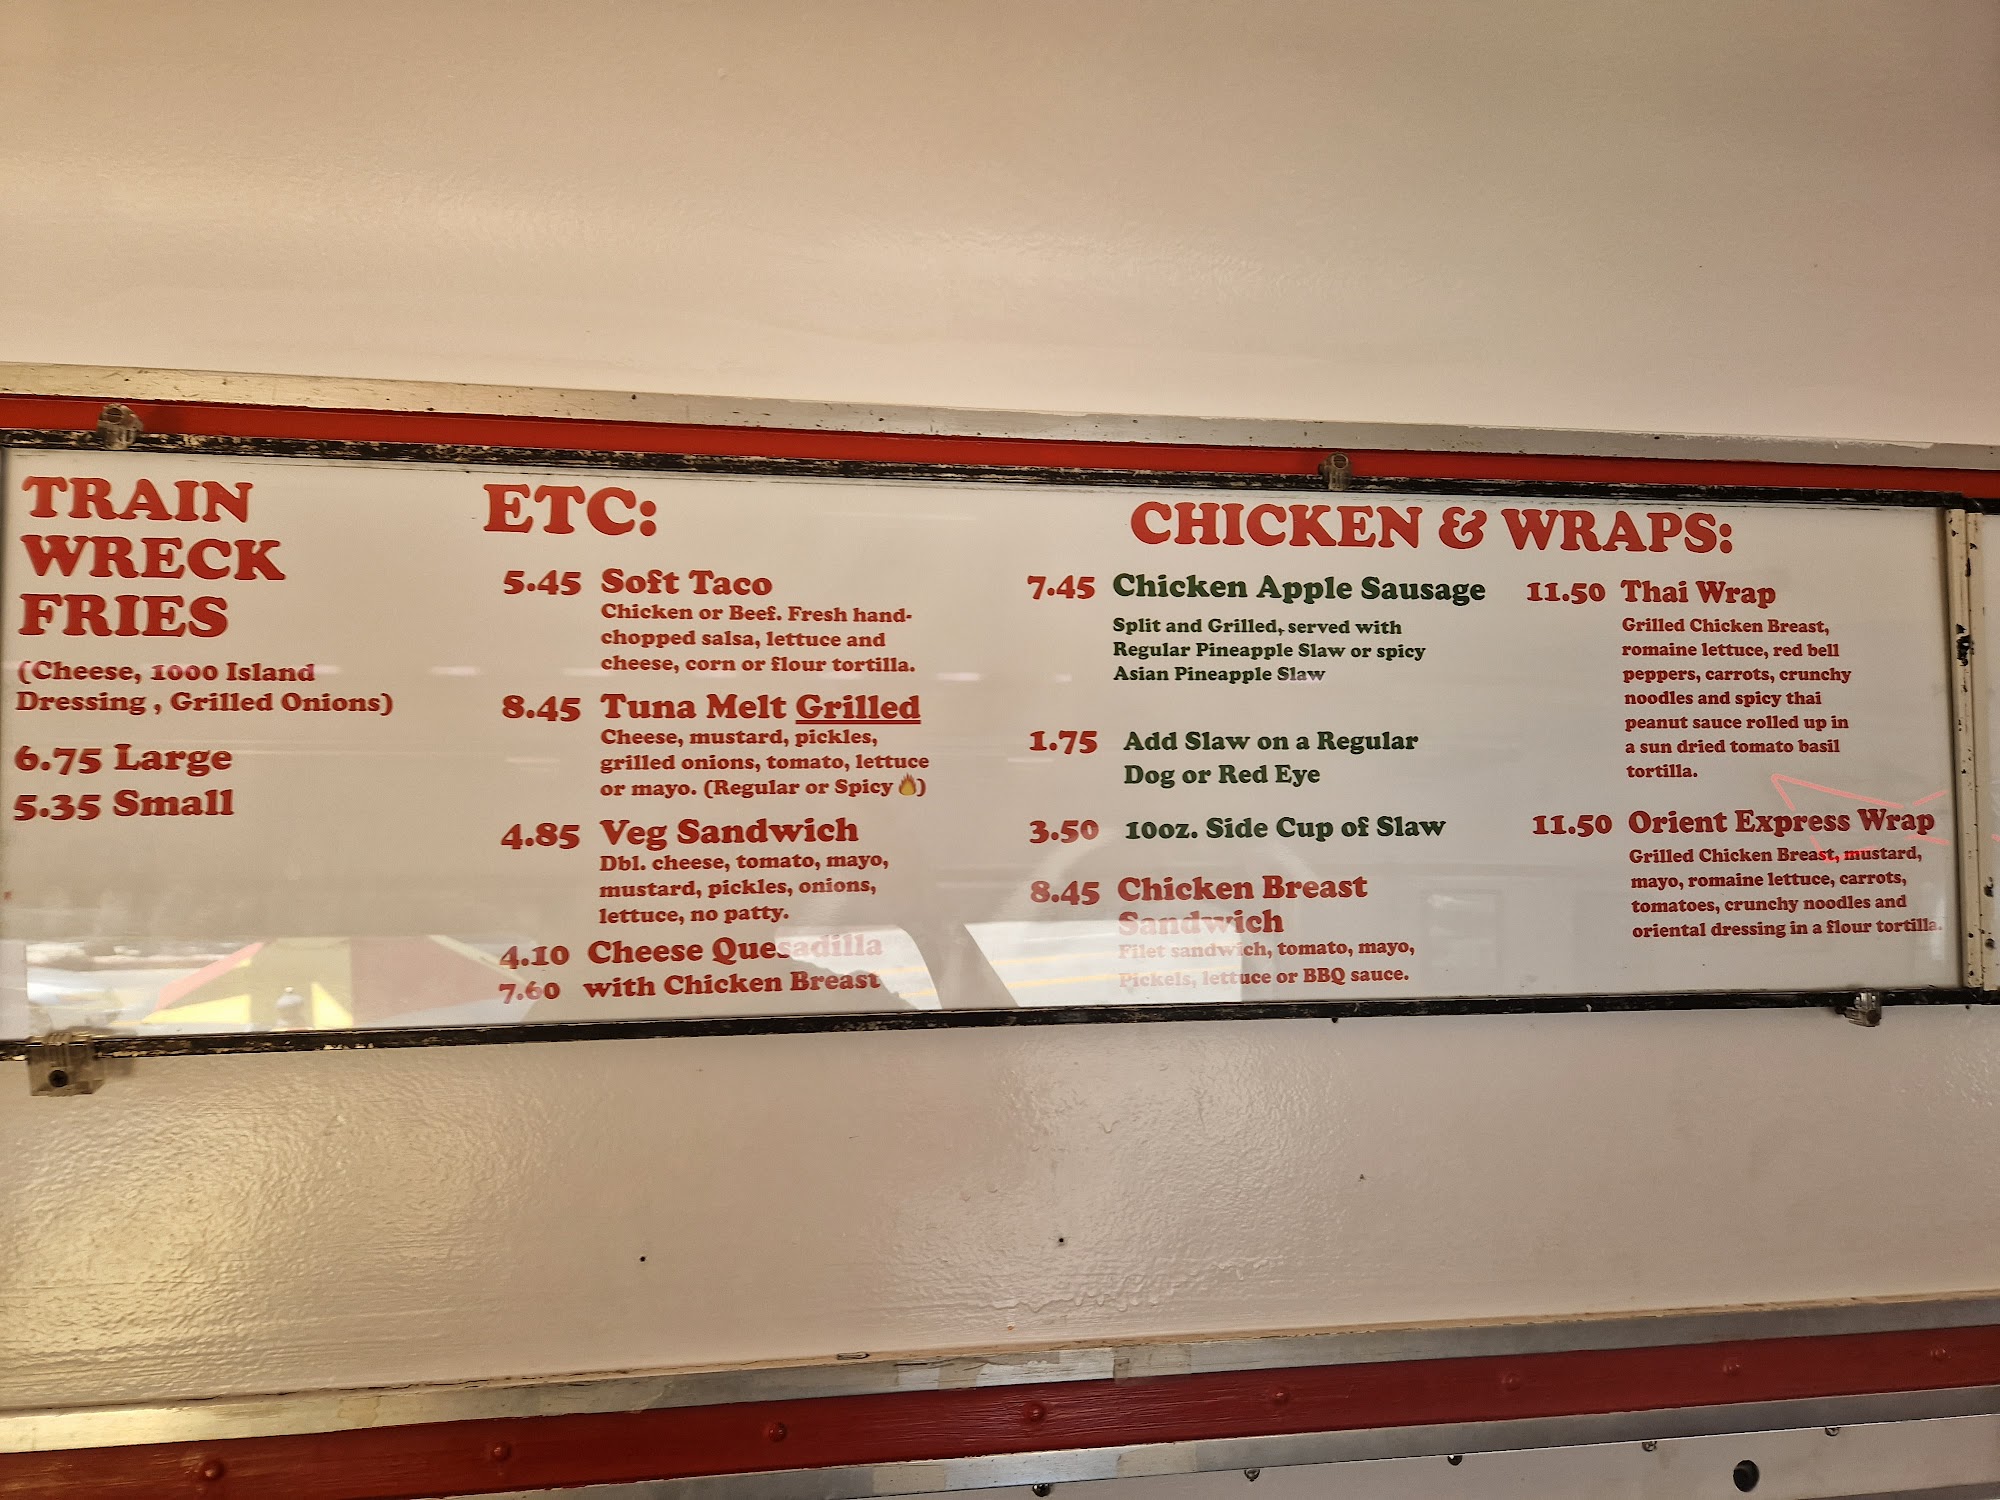 TRAIN
WRECK
FRIES
(Cheese, 1000 Island
Dressing , Grilled Onions)
6.75 Large
5.35 Small
ETC:
5.45 Soft Taco
Chicken or Beef. Fresh hand-
chopped salsa, lettuce and
cheese, corn or flour tortilla.
8.45 Tuna Melt Grilled
Cheese, mustard, pickles,
grilled onions, tomato, lettuce
or mayo. (Regular or Spicy 🔥)
4.85 Veg Sandwich
Dbl. cheese, tomato, mayo,
mustard, pickles, onions,
lettuce, no patty.
4.10 Cheese Quesadilla
7.60 with Chicken Breast
CHICKEN & WRAPS:
7.45 Chicken Apple Sausage
Split and Grilled, served with
Regular Pineapple Slaw or spicy
Asian Pineapple Slaw
1.75 Add Slaw on a Regular
Dog or Red Eye
3.50 10oz. Side Cup of Slaw
8.45 Chicken Breast
Sandwich
Filet sandwich, tomato, mayo,
Pickels, lettuce or BBQ sauce.
11.50 Thai Wrap
Grilled Chicken Breast,
romaine lettuce, red bell
peppers, carrots, crunchy
noodles and spicy thai
peanut sauce rolled up in
a sun dried tomato basil
tortilla.
11.50 Orient Express Wrap
Grilled Chicken Breast, mustard,
mayo, romaine lettuce, carrots,
tomatoes, crunchy noodles and
oriental dressing in a flour tortilla.